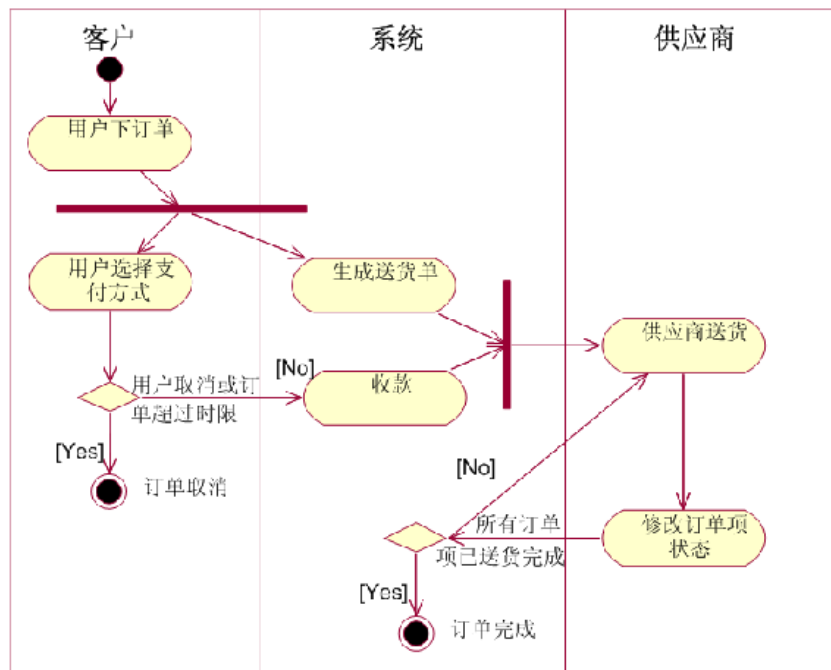 客户
系统
供应商
用户下订单
用户选择支
付方式
生成送货单
供应商送货
[No]
收款
用户取消或订
单超过时限
[Yes]
订单取消
[No]
所有订单
项已送货完成
修改订单项
状态
[Yes]
订单完成